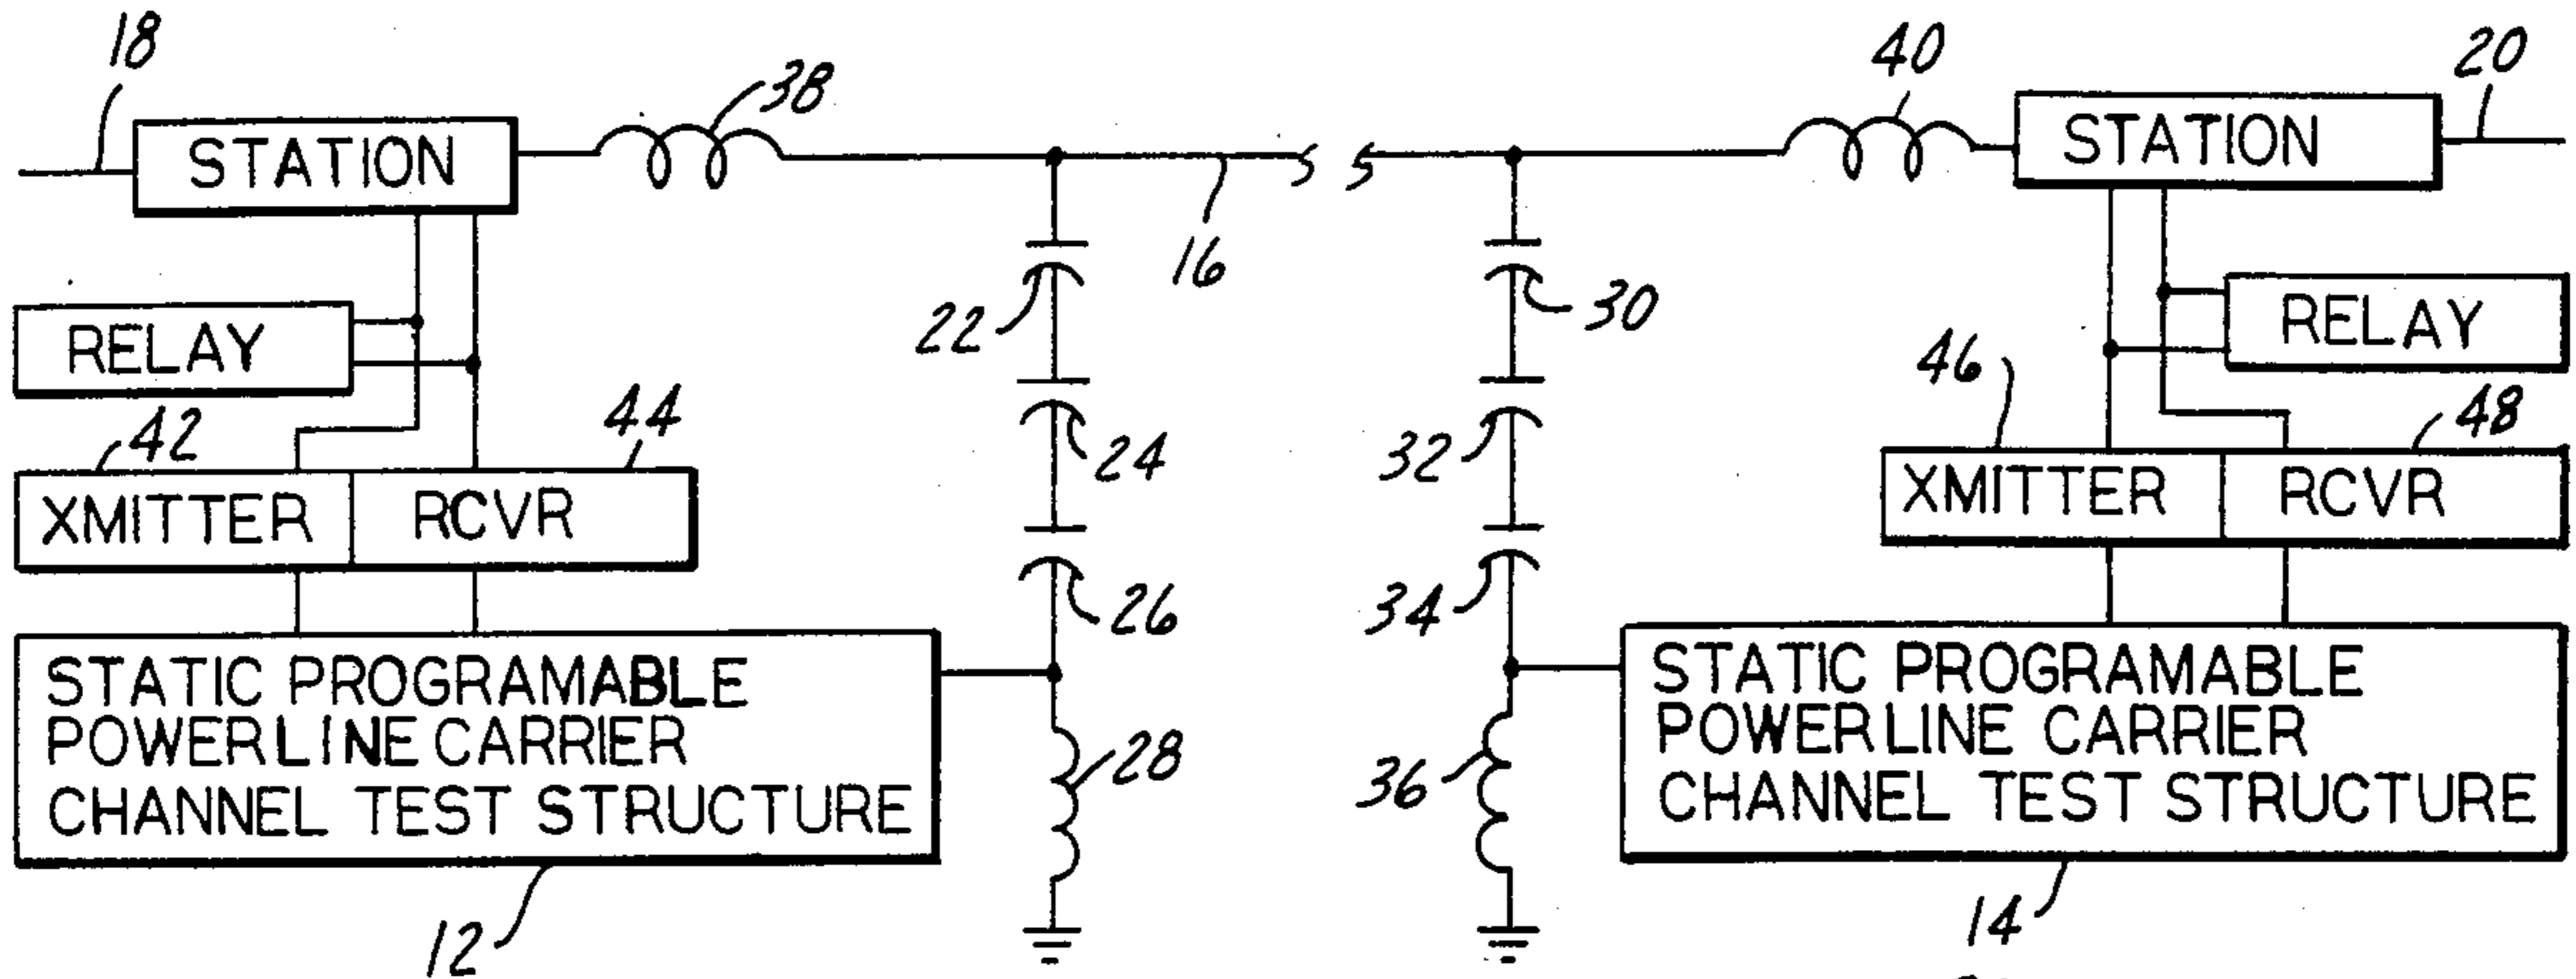 18
38
40
20
STATION
STATION
16
22
30
RELAY
RELAY
42
44
24
32
46
48
XMITTER
RCVR
XMITTER
RCVR
26
34
STATIC PROGRAMABLE
POWER LINE CARRIER
CHANNEL TEST STRUCTURE
28
36
STATIC PROGRAMABLE
POWER LINE CARRIER
CHANNEL TEST STRUCTURE
12
14